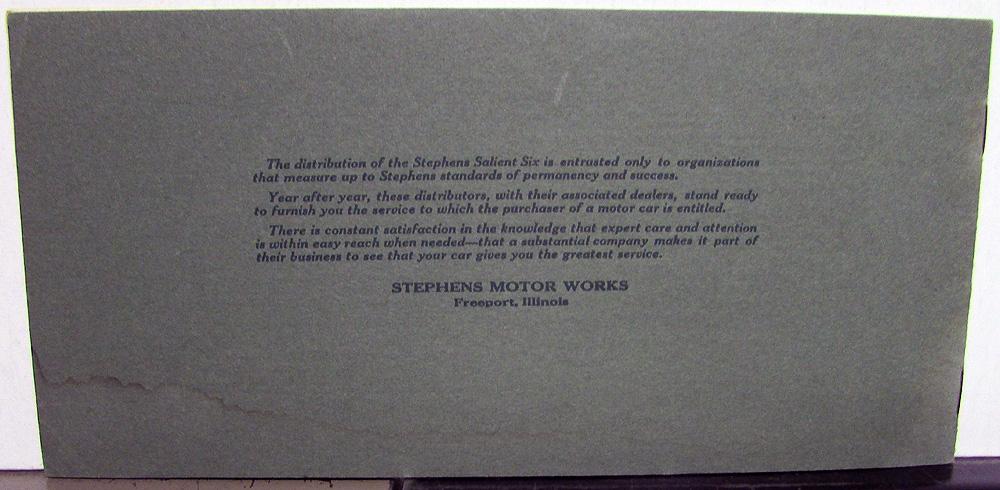 The distribution of the Stephens Salient Six is entrusted only to organizations
that measure up to Stephens standards of permanency and success.
Year after year, these distributors, with their associated dealers, stand ready
to furnish you the service to which the purchaser of a motor car is entitled.
There is constant satisfaction in the knowledge that expert care and attention
is within easy reach when needed—that a substantial company makes it part of
their business to see that your car gives you the greatest service.
STEPHENS MOTOR WORKS
Freeport, Illinois